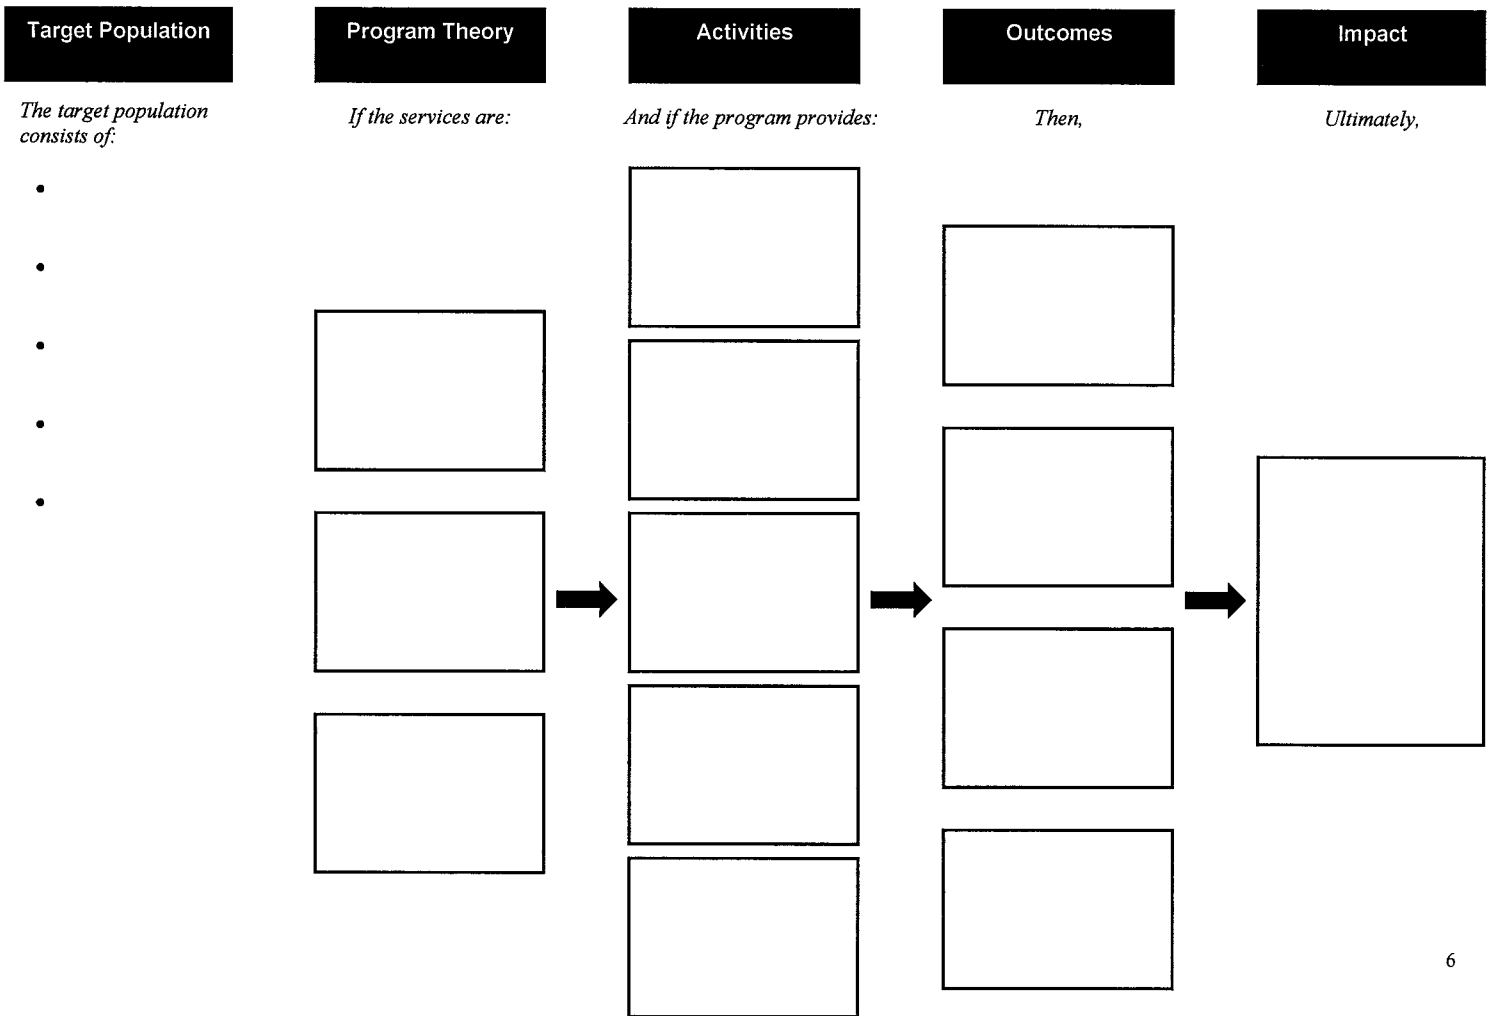 Target Population
Program Theory
Activities
Outcomes
Impact
The target population
consists of:
If the services are:
And if the program provides:
Then,
Ultimately,
•
•
•
•
•
6